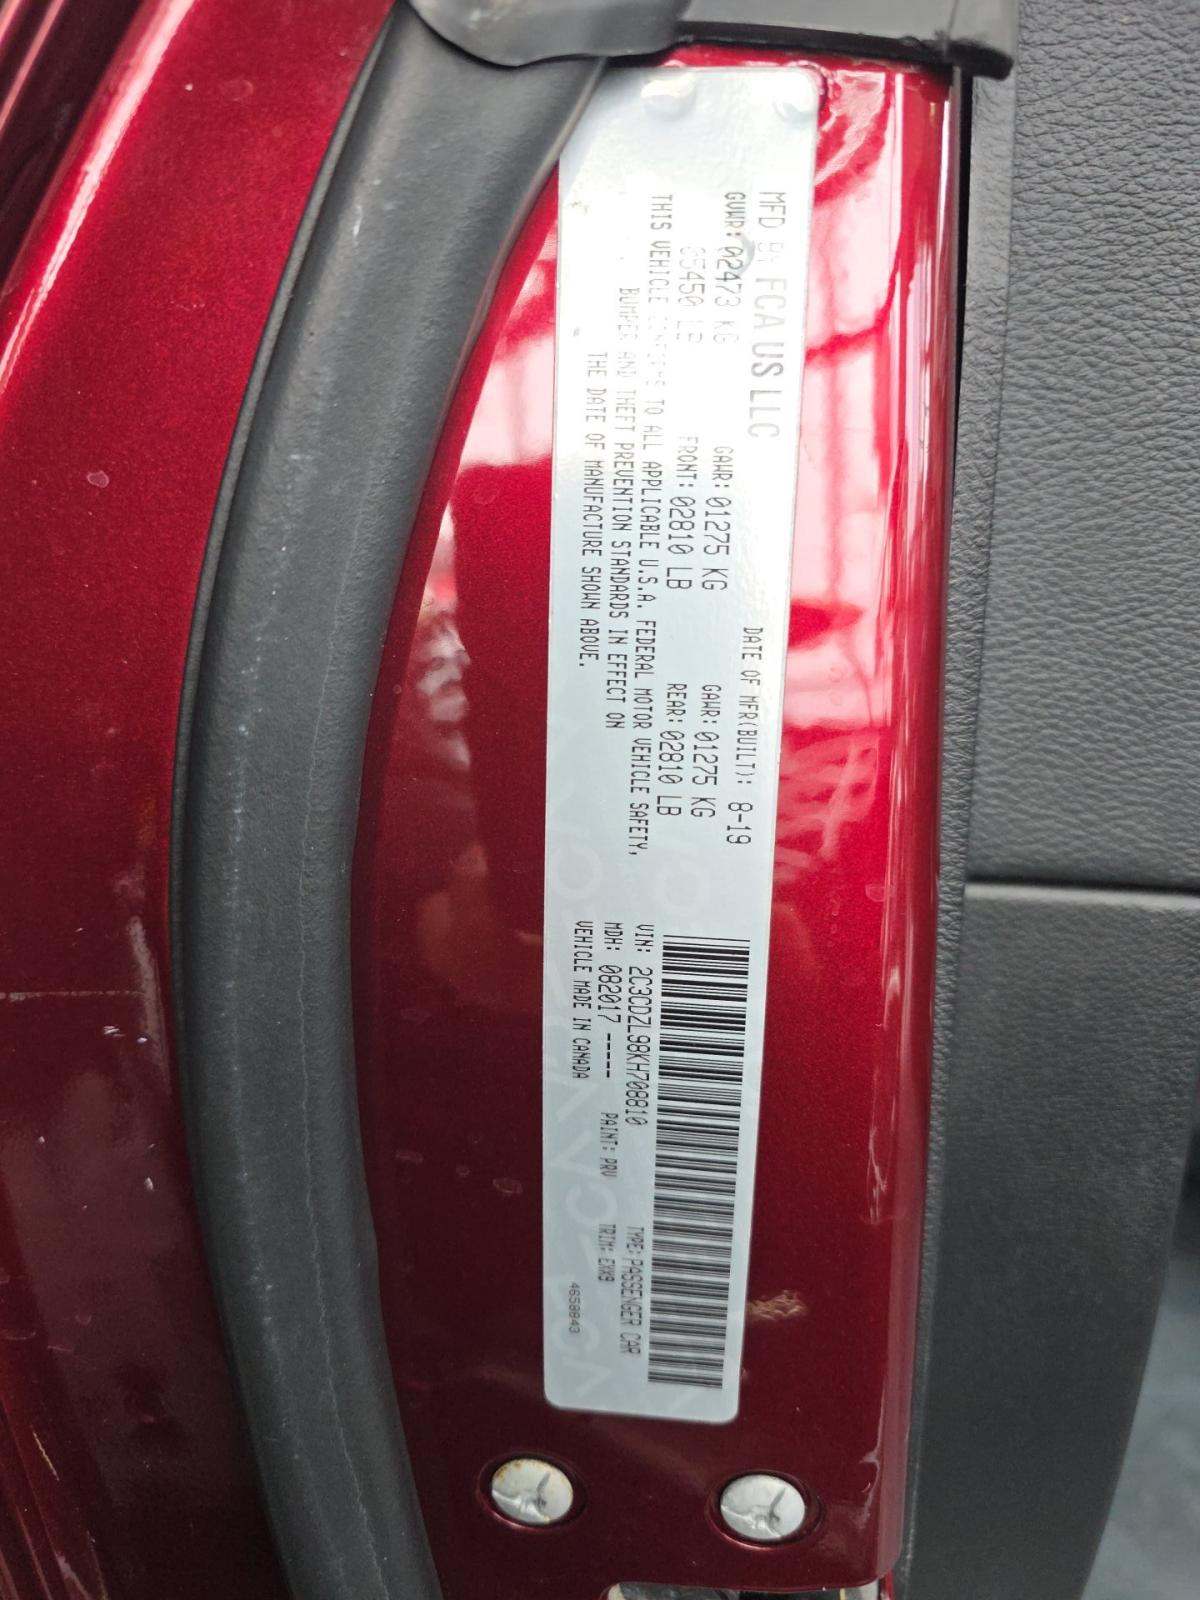 MFD BY FCA US LLC
DATE OF MFR(BUILT): 8-19
GVWR: 02473 KG
GAWR: 01275 KG
GAWR: 01275 KG
05450 LB
FRONT: 02810 LB
REAR: 02810 LB
THIS VEHICLE CONFORMS TO ALL APPLICABLE U.S.A. FEDERAL MOTOR VEHICLE SAFETY,
BUMPER AND THEFT PREVENTION STANDARDS IN EFFECT ON
THE DATE OF MANUFACTURE SHOWN ABOVE.
VIN: 2C3CDZL98KH708810
TYPE: PASSENGER CAR
MDH: 082017 -----
PAINT: PRV
TRIM: EXK9
VEHICLE MADE IN CANADA
4658843